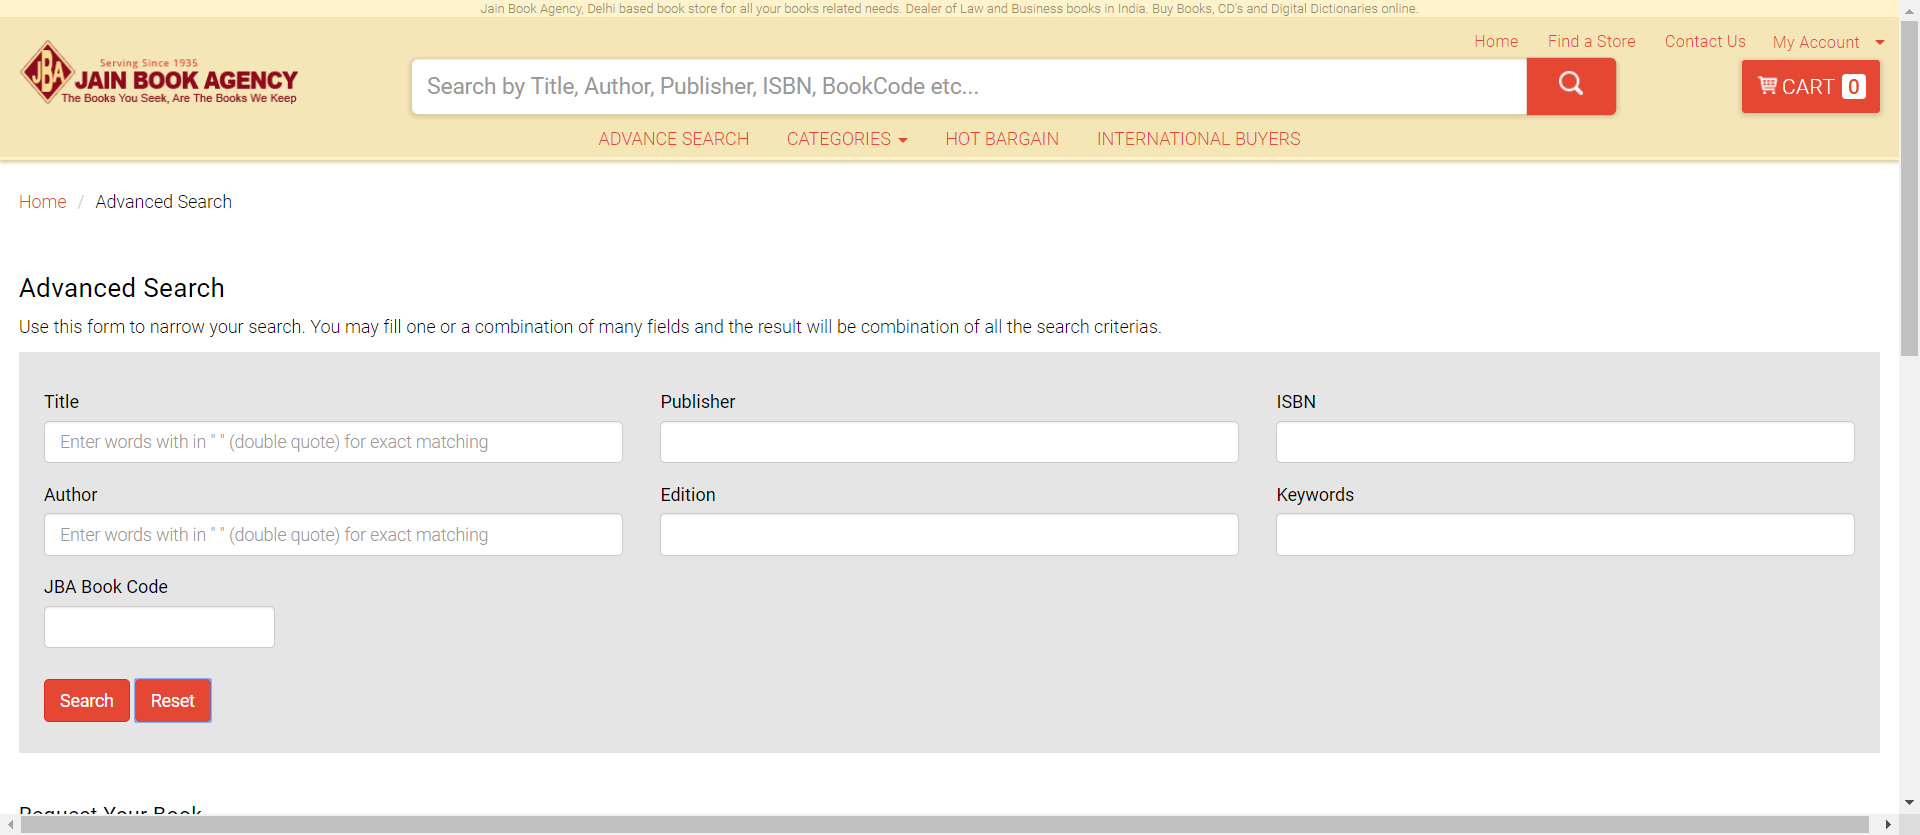 Jain Book Agency, Delhi based book store for all your books related needs. Dealer of Law and Business books in India. Buy Books, CD's and Digital Dictionaries online.
Home Find a Store Contact Us My Account
Serving Since 1935
JBA JAIN BOOK AGENCY
The Books You Seek, Are The Books We Keep
Search by Title, Author, Publisher, ISBN, BookCode etc...
CART 0
ADVANCE SEARCH CATEGORIES HOT BARGAIN INTERNATIONAL BUYERS
Home / Advanced Search
Advanced Search
Use this form to narrow your search. You may fill one or a combination of many fields and the result will be combination of all the search criterias.
Title Publisher ISBN
Enter words with in " " (double quote) for exact matching
Author Edition Keywords
Enter words with in " " (double quote) for exact matching
JBA Book Code
Search Reset
Request Your Book